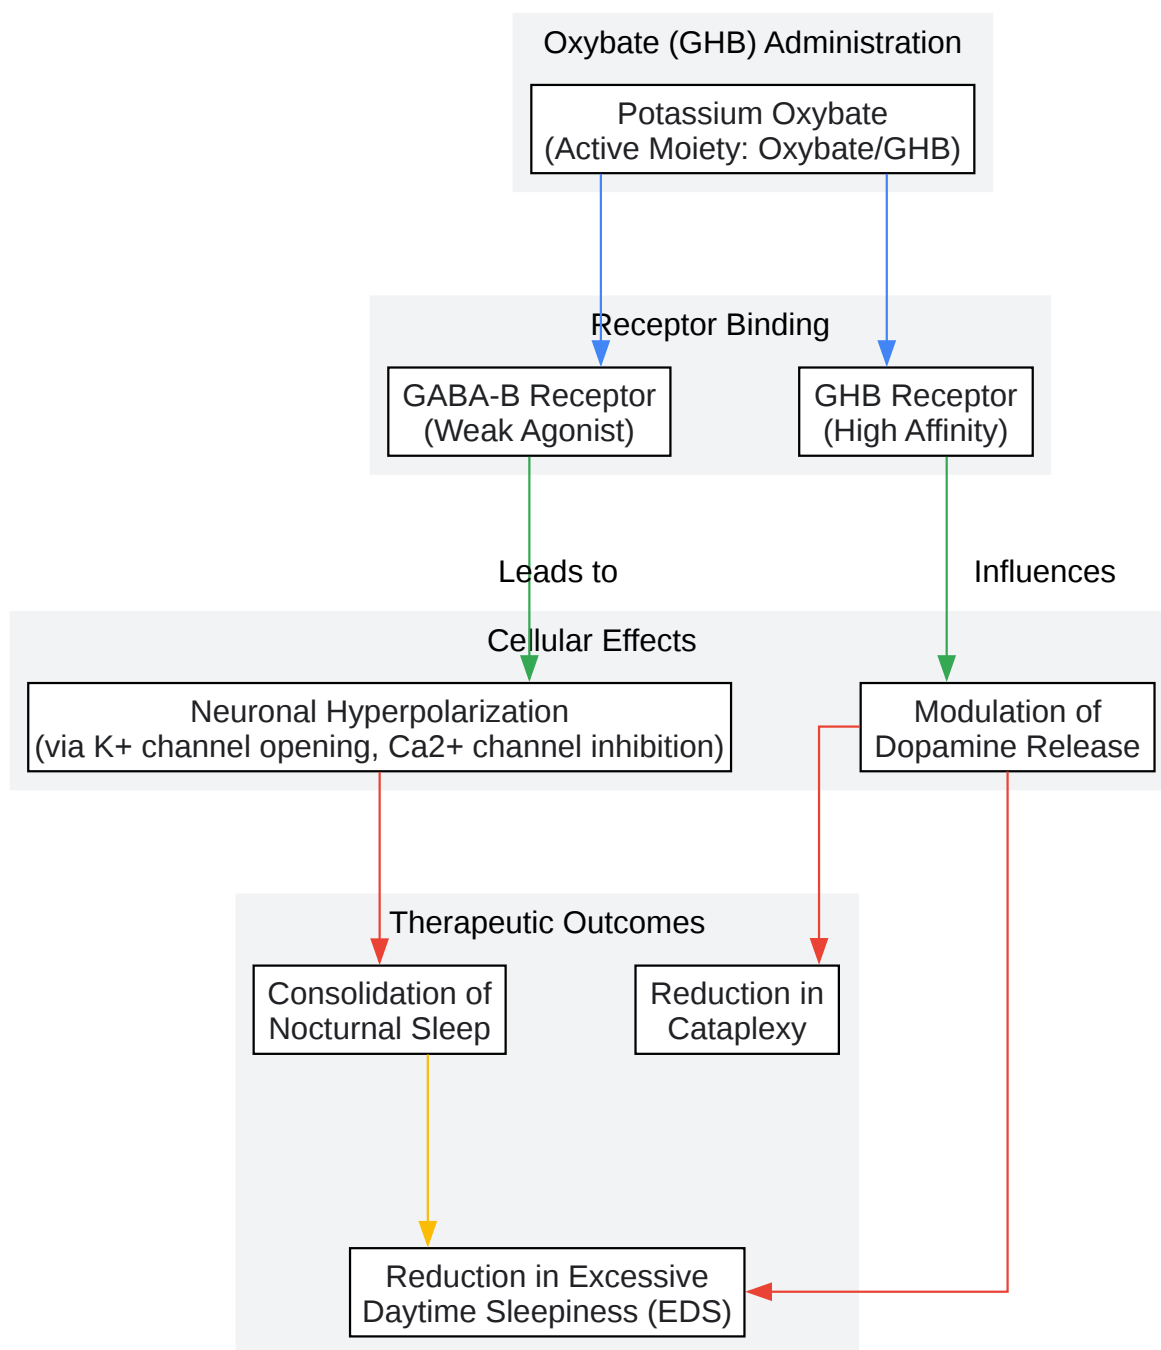 Oxybate (GHB) Administration
Potassium Oxybate
(Active Moiety: Oxybate/GHB)
Receptor Binding
GABA-B Receptor
(Weak Agonist)
GHB Receptor
(High Affinity)
Leads to
Influences
Cellular Effects
Neuronal Hyperpolarization
(via K+ channel opening, Ca2+ channel inhibition)
Modulation of
Dopamine Release
Therapeutic Outcomes
Consolidation of
Nocturnal Sleep
Reduction in
Cataplexy
Reduction in Excessive
Daytime Sleepiness (EDS)